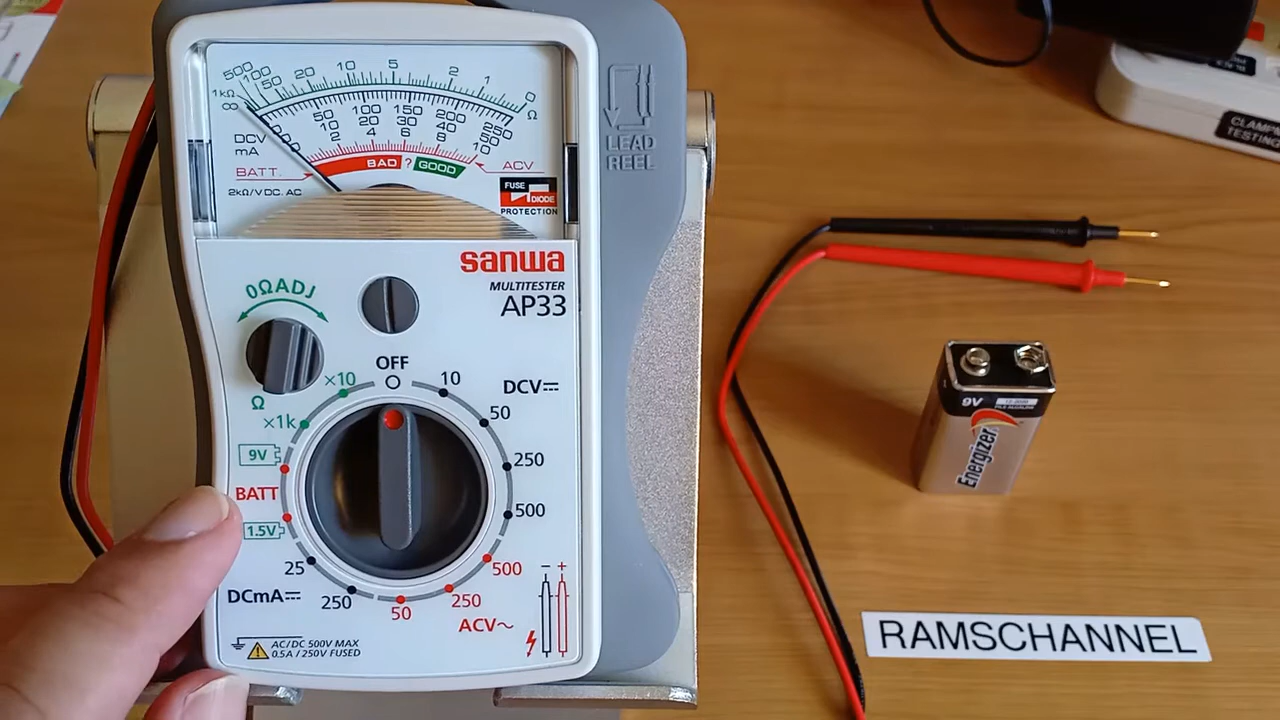 500 100 50 20 10 5 2 1 0
1kΩ
∞ Ω
0 50 100 150 200 250
DCV
mA
10 20 30 40 50
0 2 4 6 8 10
BATT.
BAD ? GOOD
ACV
2kΩ/V DC. AC
FUSE
DIODE
PROTECTION
LEAD
REEL
sanwa
MULTITESTER
AP33
0ΩADJ
OFF
×10
10
DCV
Ω
×1k
50
9V
250
BATT
500
1.5V
25
500
DCmA
250
50
250
ACV
- +
AC/DC 500V MAX
0.5A / 250V FUSED
CLAMP
TESTING
9V
Energizer
RAMSCHANNEL